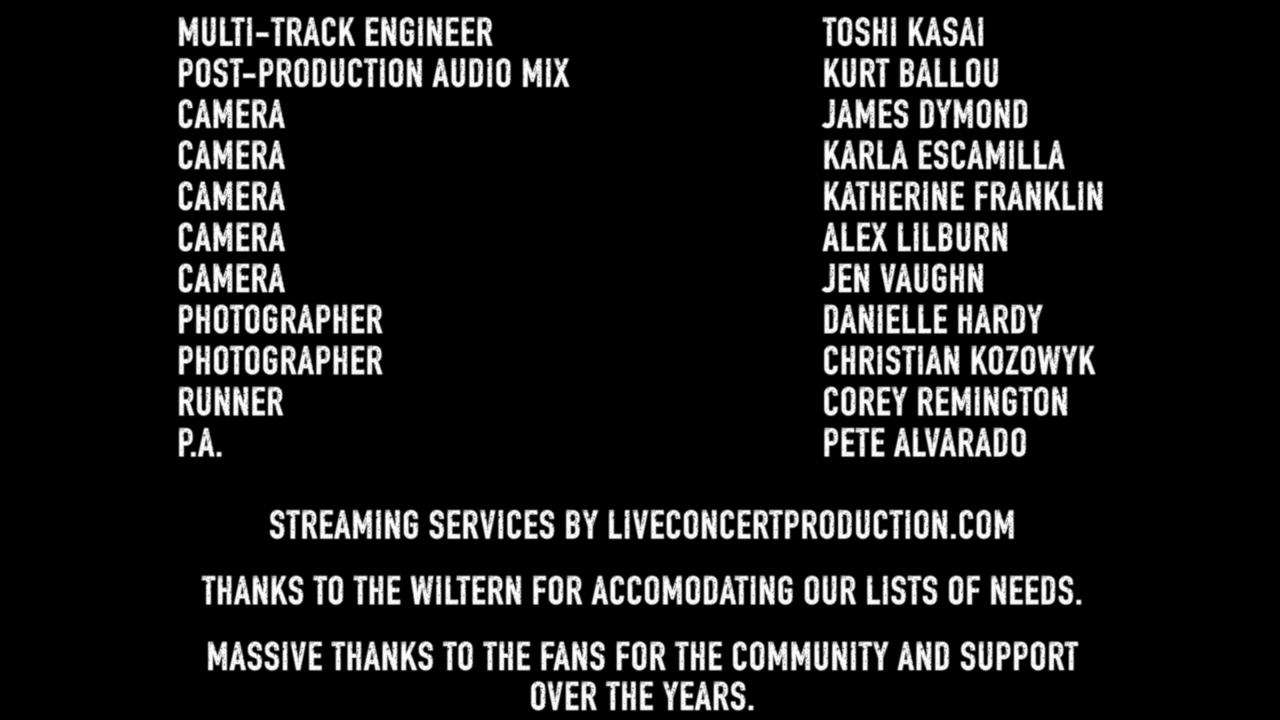 MULTI-TRACK ENGINEER TOSHI KASAI
POST-PRODUCTION AUDIO MIX KURT BALLOU
CAMERA JAMES DYMOND
CAMERA KARLA ESCAMILLA
CAMERA KATHERINE FRANKLIN
CAMERA ALEX LILBURN
CAMERA JEN VAUGHN
PHOTOGRAPHER DANIELLE HARDY
PHOTOGRAPHER CHRISTIAN KOZOWYK
RUNNER COREY REMINGTON
P.A. PETE ALVARADO
STREAMING SERVICES BY LIVECONCERTPRODUCTION.COM
THANKS TO THE WILTERN FOR ACCOMODATING OUR LISTS OF NEEDS.
MASSIVE THANKS TO THE FANS FOR THE COMMUNITY AND SUPPORT
OVER THE YEARS.